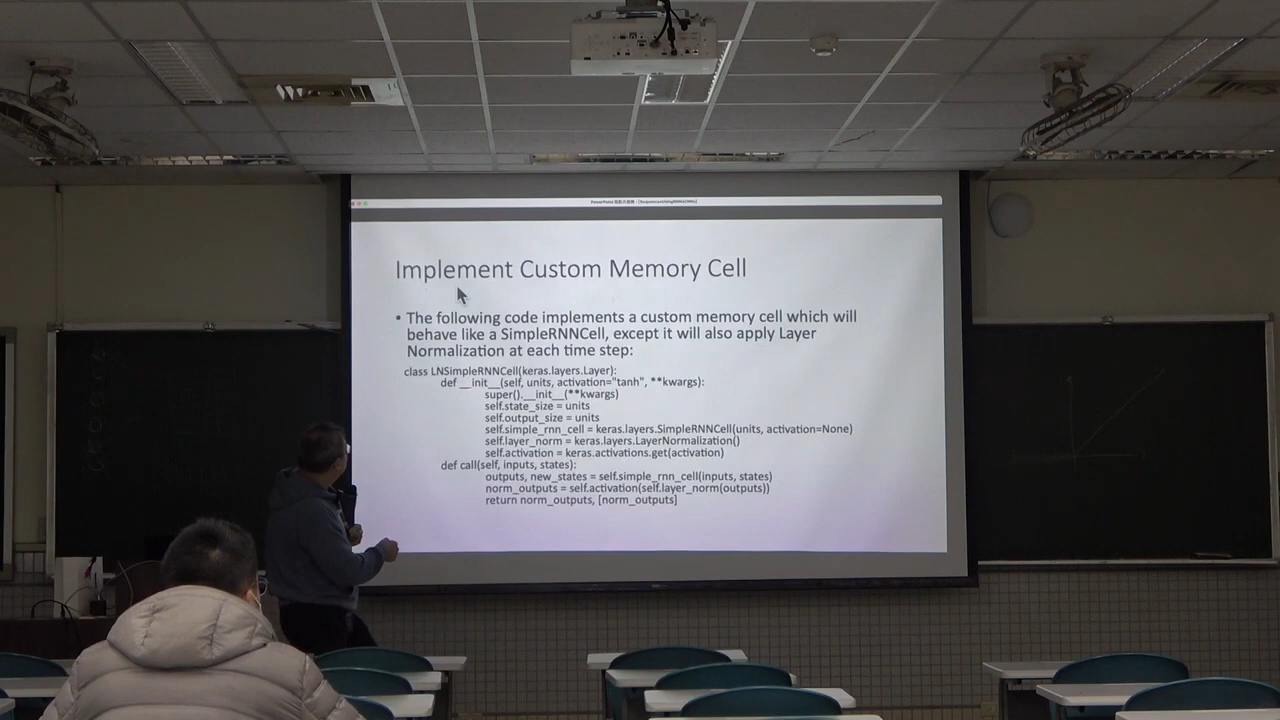 Implement Custom Memory Cell
• The following code implements a custom memory cell which will
behave like a SimpleRNNCell, except it will also apply Layer
Normalization at each time step:
class LNSimpleRNNCell(keras.layers.Layer):
def __init__(self, units, activation="tanh", **kwargs):
super().__init__(**kwargs)
self.state_size = units
self.output_size = units
self.simple_rnn_cell = keras.layers.SimpleRNNCell(units, activation=None)
self.layer_norm = keras.layers.LayerNormalization()
self.activation = keras.activations.get(activation)
def call(self, inputs, states):
outputs, new_states = self.simple_rnn_cell(inputs, states)
norm_outputs = self.activation(self.layer_norm(outputs))
return norm_outputs, [norm_outputs]